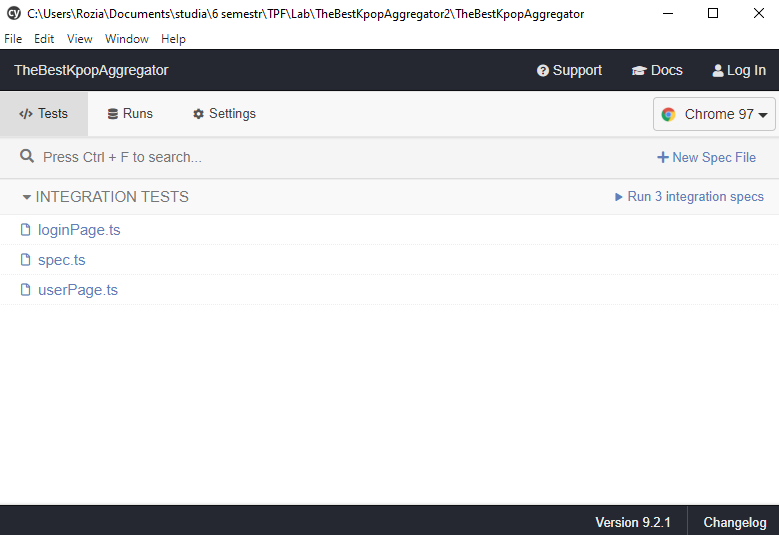 cy C:\Users\Rozia\Documents\studia\6 semestr\TPF\Lab\TheBestKpopAggregator2\TheBestKpopAggregator
File Edit View Window Help
TheBestKpopAggregator Support Docs Log In
Tests Runs Settings Chrome 97
Press Ctrl + F to search... New Spec File
INTEGRATION TESTS Run 3 integration specs
loginPage.ts
spec.ts
userPage.ts
Version 9.2.1 Changelog